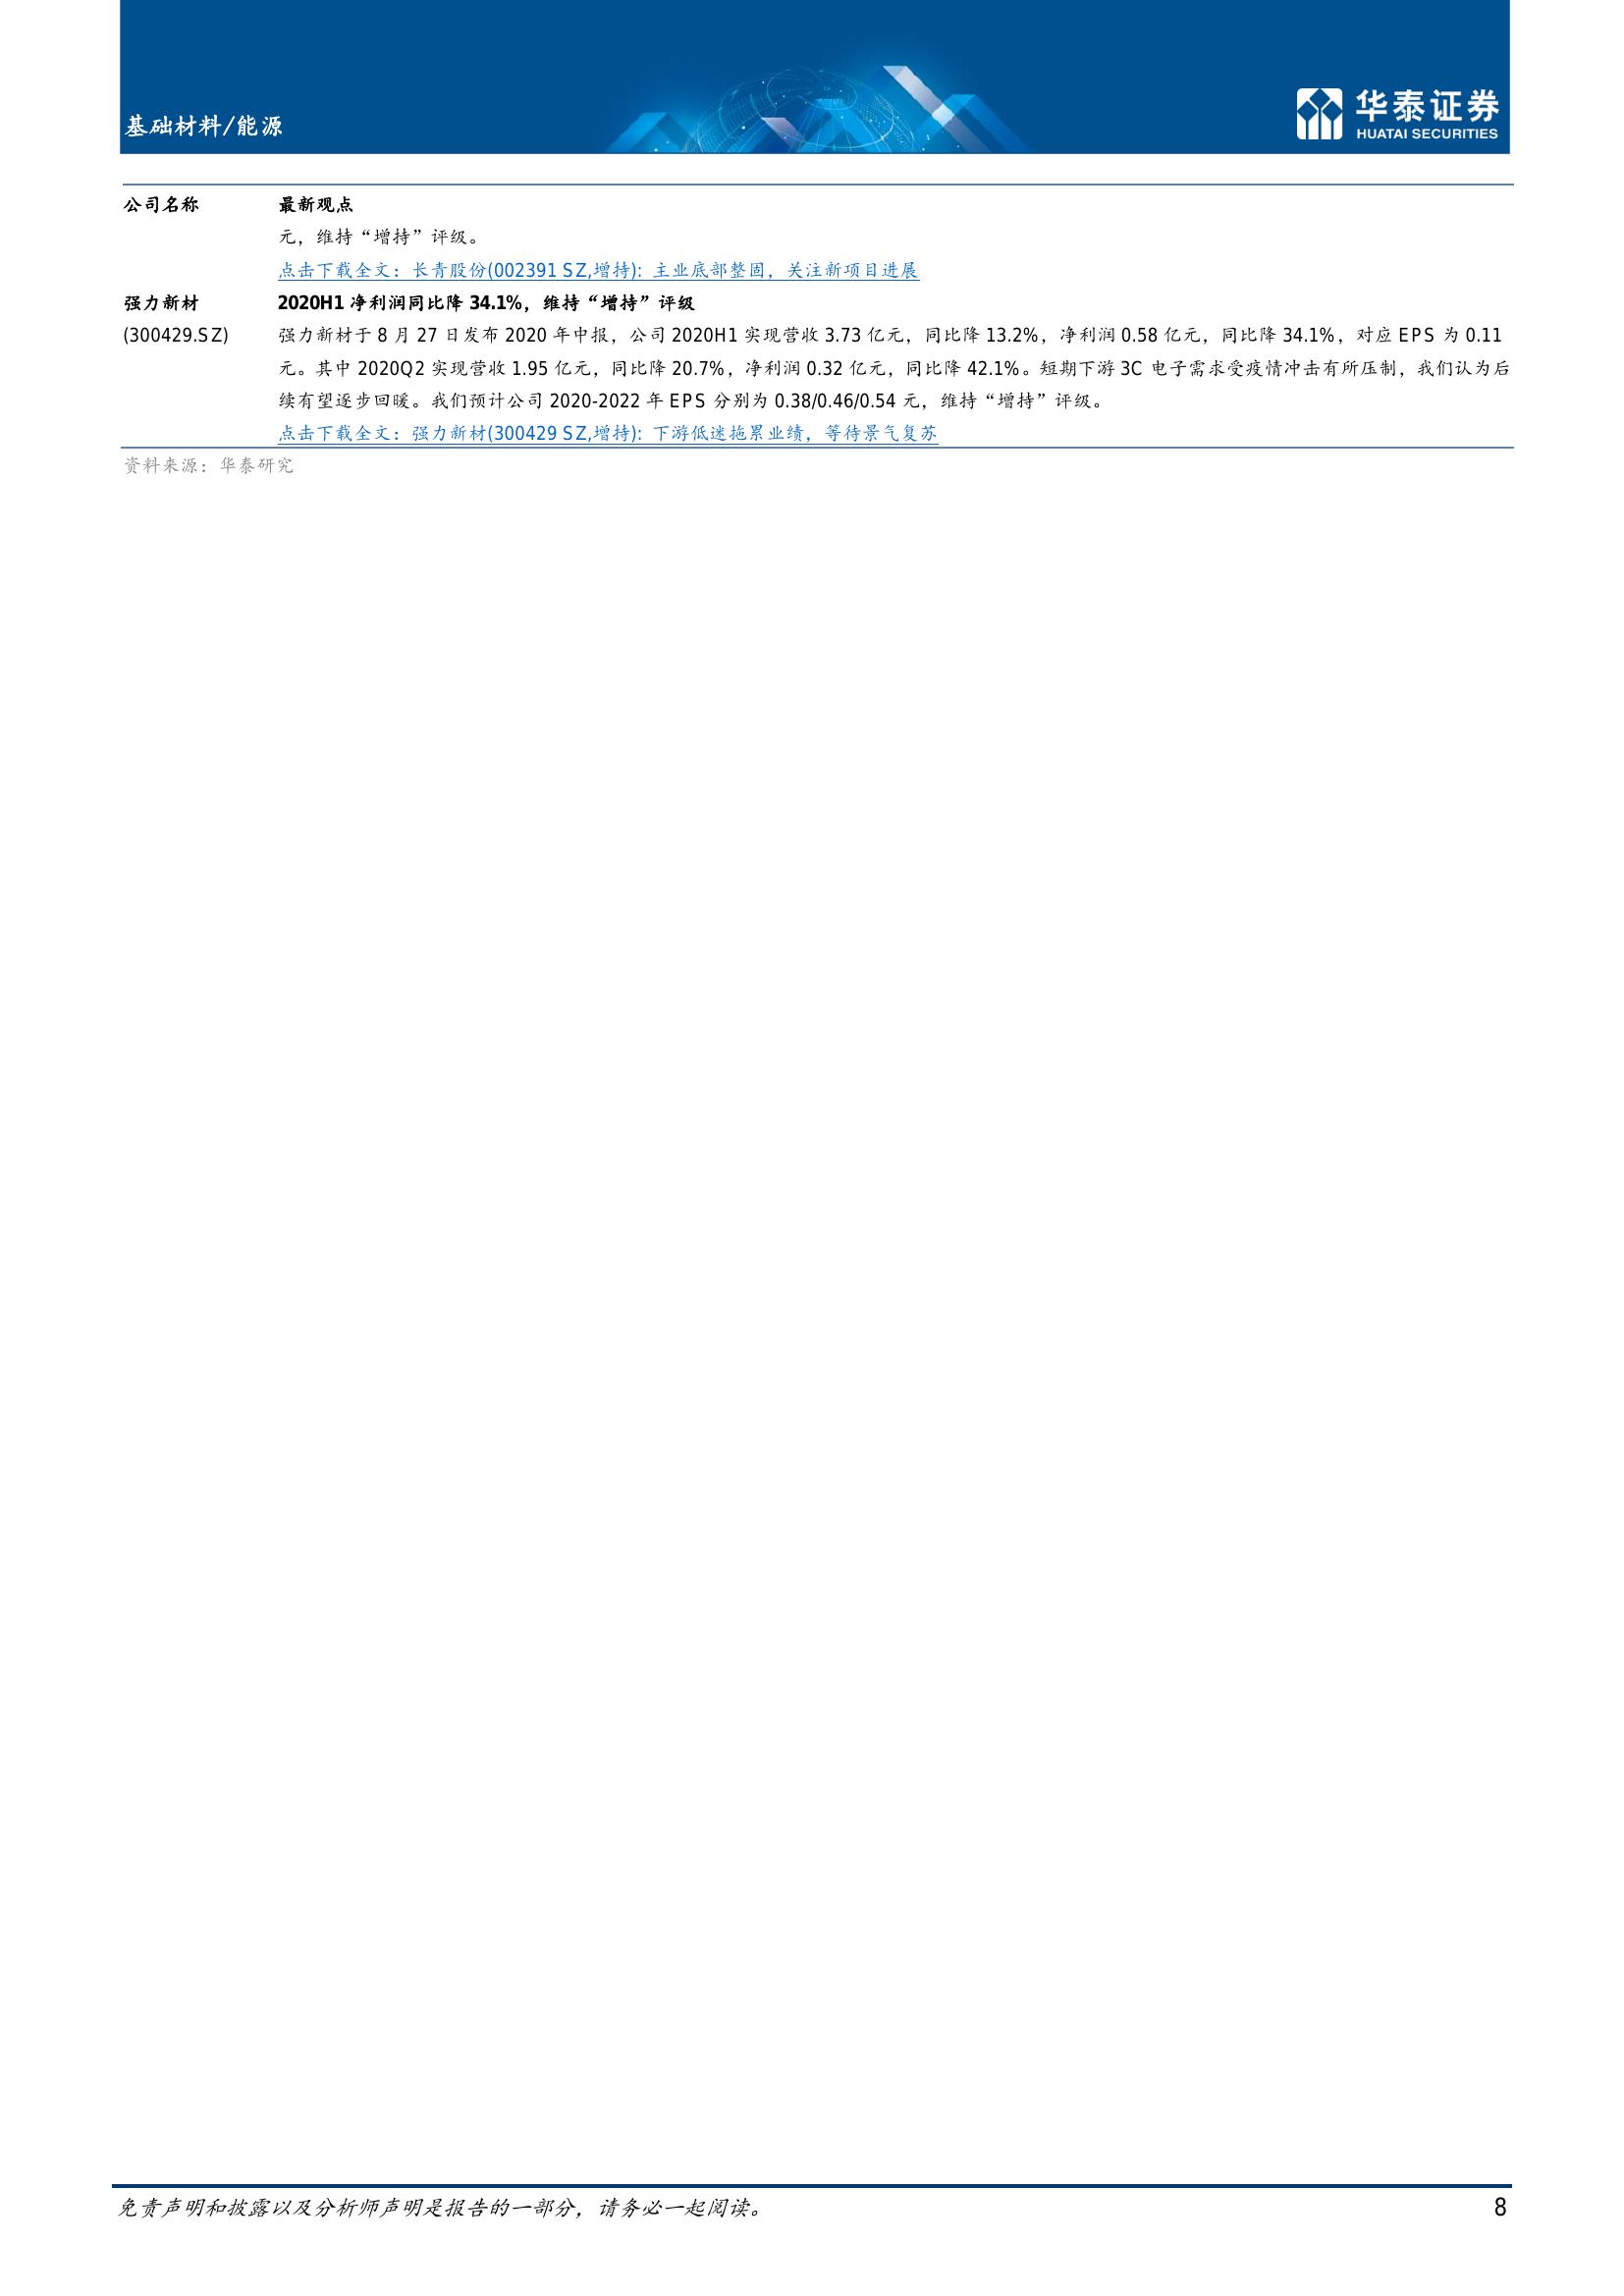 基础材料/能源
华泰证券
HUATAI SECURITIES
公司名称 最新观点
元，维持“增持”评级。
点击下载全文：长青股份(002391 SZ,增持): 主业底部整固，关注新项目进展
强力新材 2020H1 净利润同比降 34.1%，维持“增持”评级
(300429.SZ) 强力新材于 8 月 27 日发布 2020 年中报，公司 2020H1 实现营收 3.73 亿元，同比降 13.2%，净利润 0.58 亿元，同比降 34.1%，对应 EPS 为 0.11
元。其中 2020Q2 实现营收 1.95 亿元，同比降 20.7%，净利润 0.32 亿元，同比降 42.1%。短期下游 3C 电子需求受疫情冲击有所压制，我们认为后
续有望逐步回暖。我们预计公司 2020-2022 年 EPS 分别为 0.38/0.46/0.54 元，维持“增持”评级。
点击下载全文：强力新材(300429 SZ,增持): 下游低迷拖累业绩，等待景气复苏
资料来源：华泰研究
免责声明和披露以及分析师声明是报告的一部分，请务必一起阅读。 8